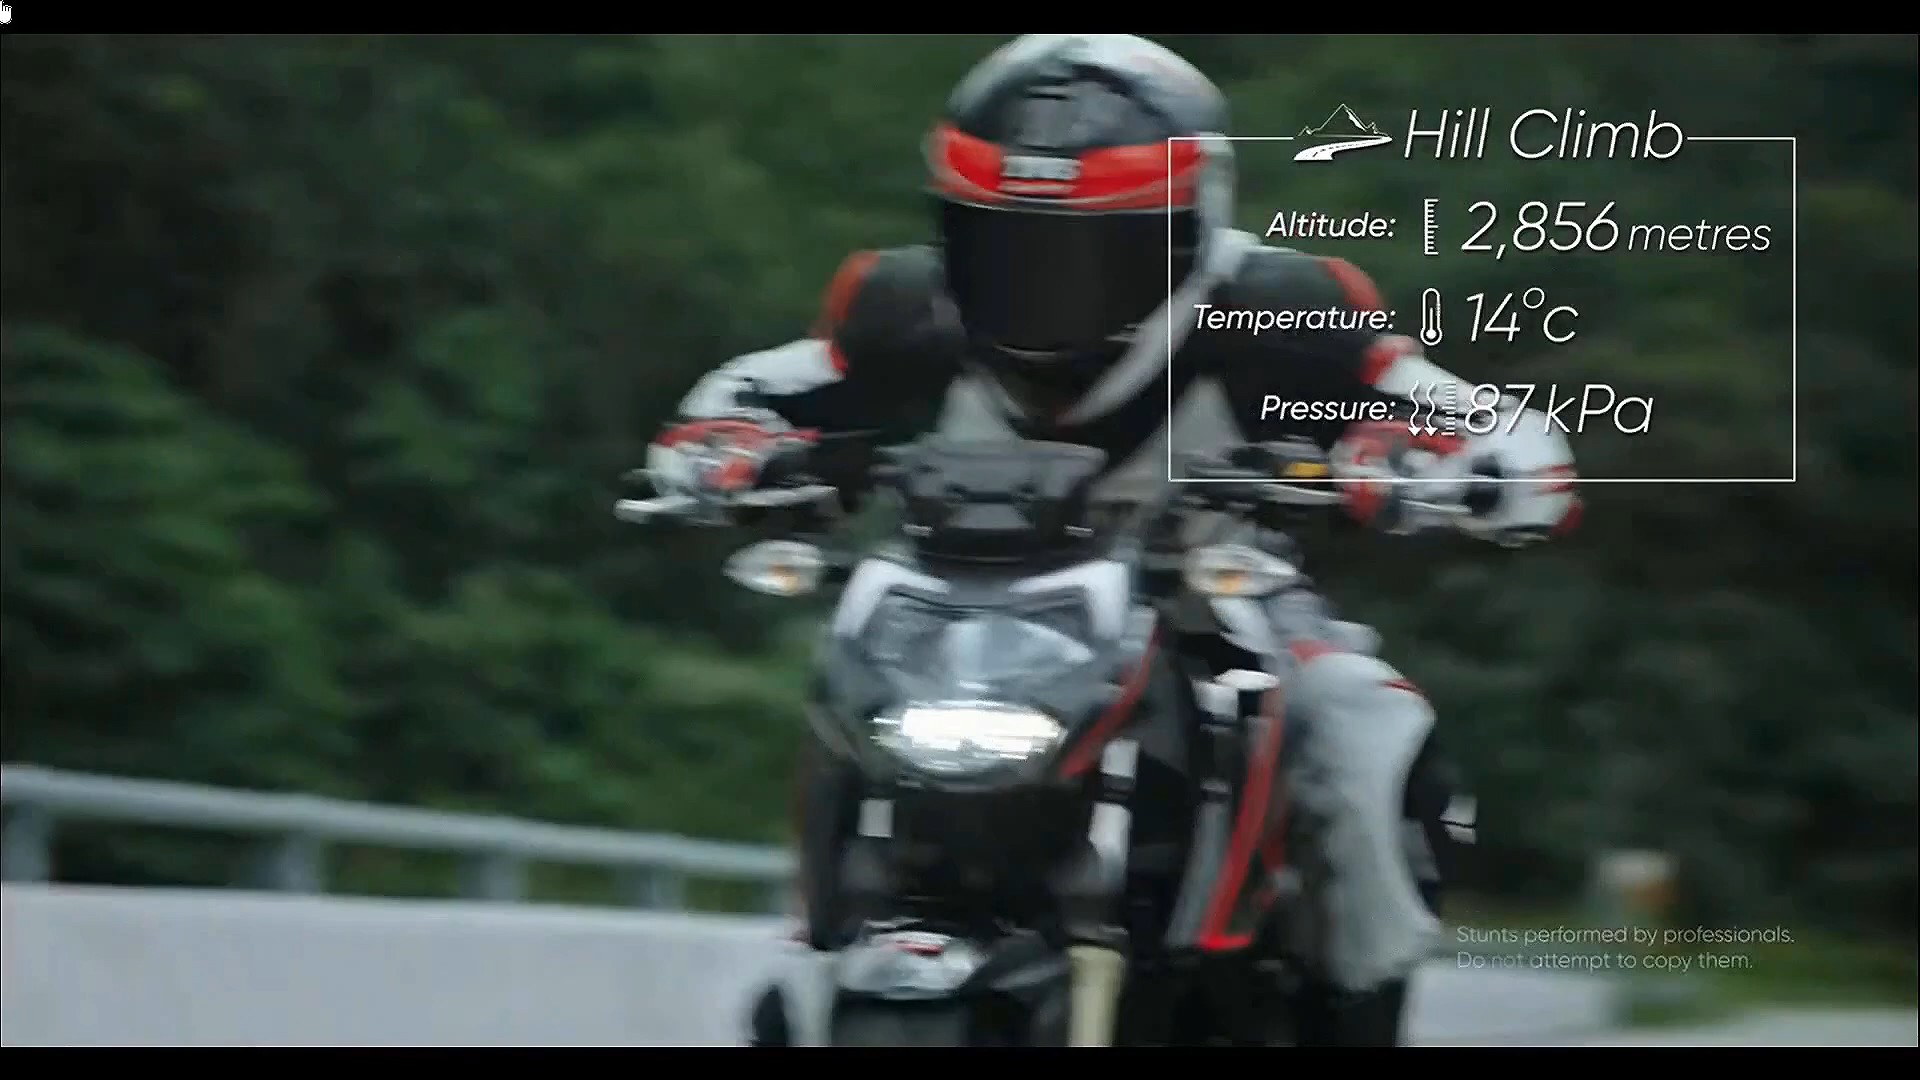 Hill Climb
Altitude: 2,856 metres
Temperature: 14°c
Pressure: 87 kPa
Stunts performed by professionals.
Do not attempt to copy them.